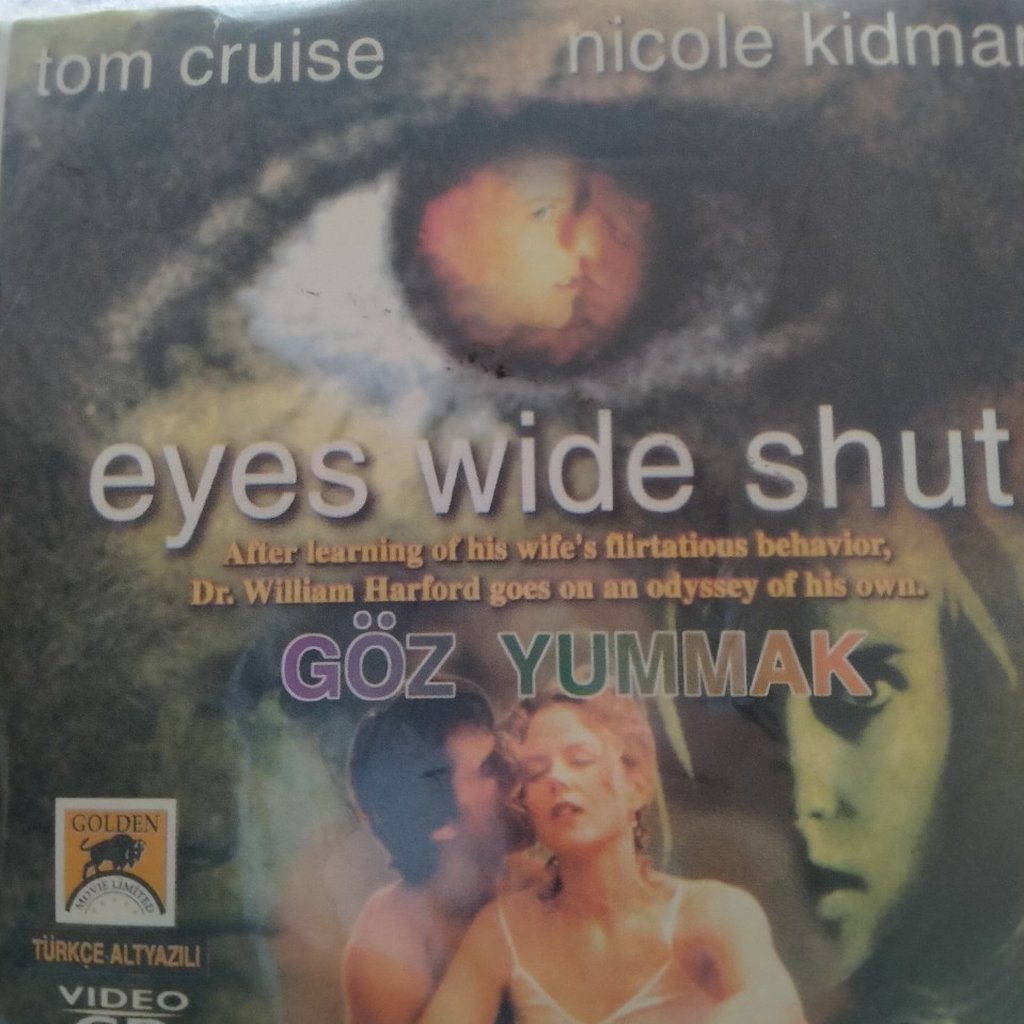 tom cruise
nicole kidman
eyes wide shut
After learning of his wife's flirtatious behavior,
Dr. William Harford goes on an odyssey of his own.
GÖZ YUMMAK
GOLDEN
MOVIE LIMITED
TÜRKÇE ALTYAZILI
VIDEO
CD